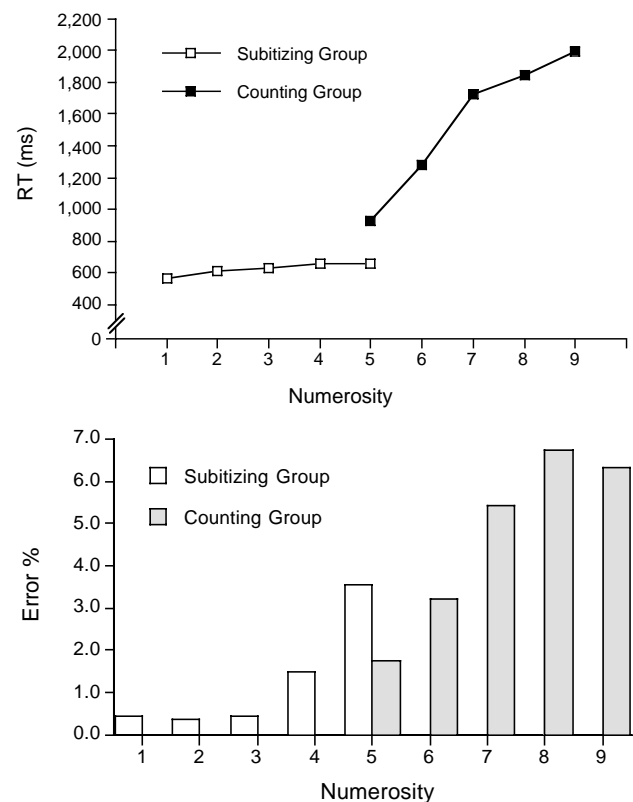 2,200
2,000
1,800
1,600
1,400
1,200
1,000
800
600
400
0
RT (ms)
Subitizing Group
Counting Group
1 2 3 4 5 6 7 8 9
Numerosity
7.0
6.0
5.0
4.0
3.0
2.0
1.0
0.0
Error %
Subitizing Group
Counting Group
1 2 3 4 5 6 7 8 9
Numerosity